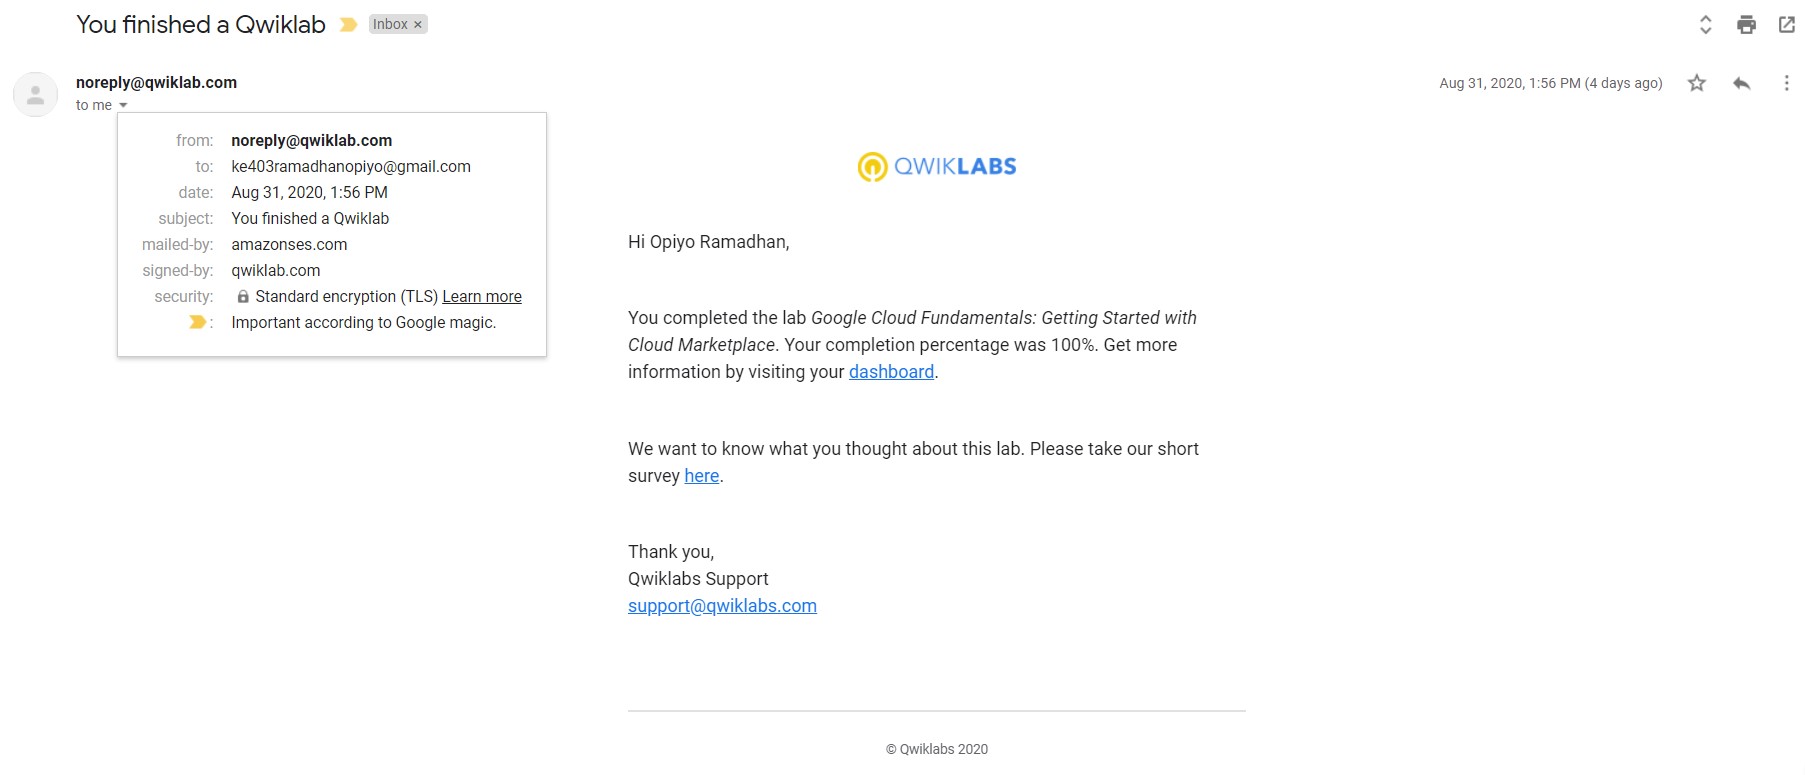 You finished a Qwiklab Inbox ×
noreply@qwiklab.com Aug 31, 2020, 1:56 PM (4 days ago)
to me
from: noreply@qwiklab.com
to: ke403ramadhanopiyo@gmail.com
date: Aug 31, 2020, 1:56 PM
subject: You finished a Qwiklab
mailed-by: amazonses.com
signed-by: qwiklab.com
security: Standard encryption (TLS) Learn more
: Important according to Google magic.
QWIKLABS
Hi Opiyo Ramadhan,
You completed the lab Google Cloud Fundamentals: Getting Started with
Cloud Marketplace. Your completion percentage was 100%. Get more
information by visiting your dashboard.
We want to know what you thought about this lab. Please take our short
survey here.
Thank you,
Qwiklabs Support
support@qwiklabs.com
© Qwiklabs 2020